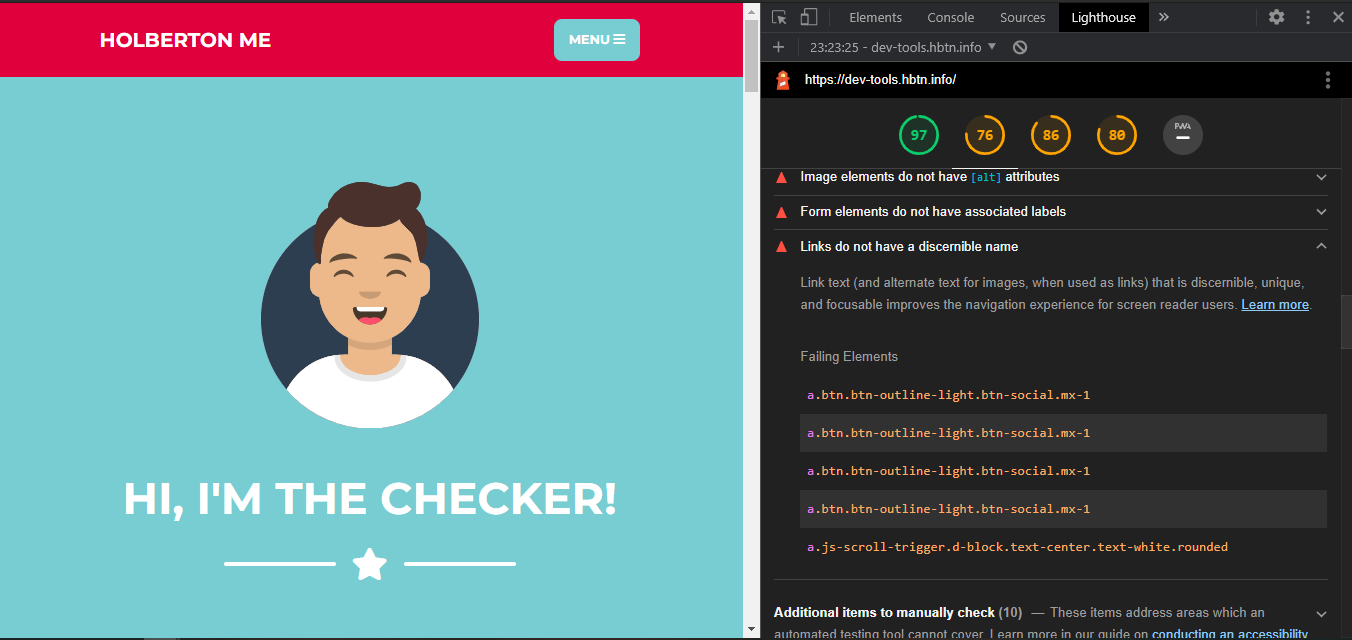 HOLBERTON ME
MENU
HI, I'M THE CHECKER!
Elements Console Sources Lighthouse
23:23:25 - dev-tools.hbtn.info
https://dev-tools.hbtn.info/
97 76 86 80 PWA
Image elements do not have [alt] attributes
Form elements do not have associated labels
Links do not have a discernible name
Link text (and alternate text for images, when used as links) that is discernible, unique,
and focusable improves the navigation experience for screen reader users. Learn more.
Failing Elements
a.btn.btn-outline-light.btn-social.mx-1
a.btn.btn-outline-light.btn-social.mx-1
a.btn.btn-outline-light.btn-social.mx-1
a.btn.btn-outline-light.btn-social.mx-1
a.js-scroll-trigger.d-block.text-center.text-white.rounded
Additional items to manually check (10) — These items address areas which an
automated testing tool cannot cover. Learn more in our guide on conducting an accessibility